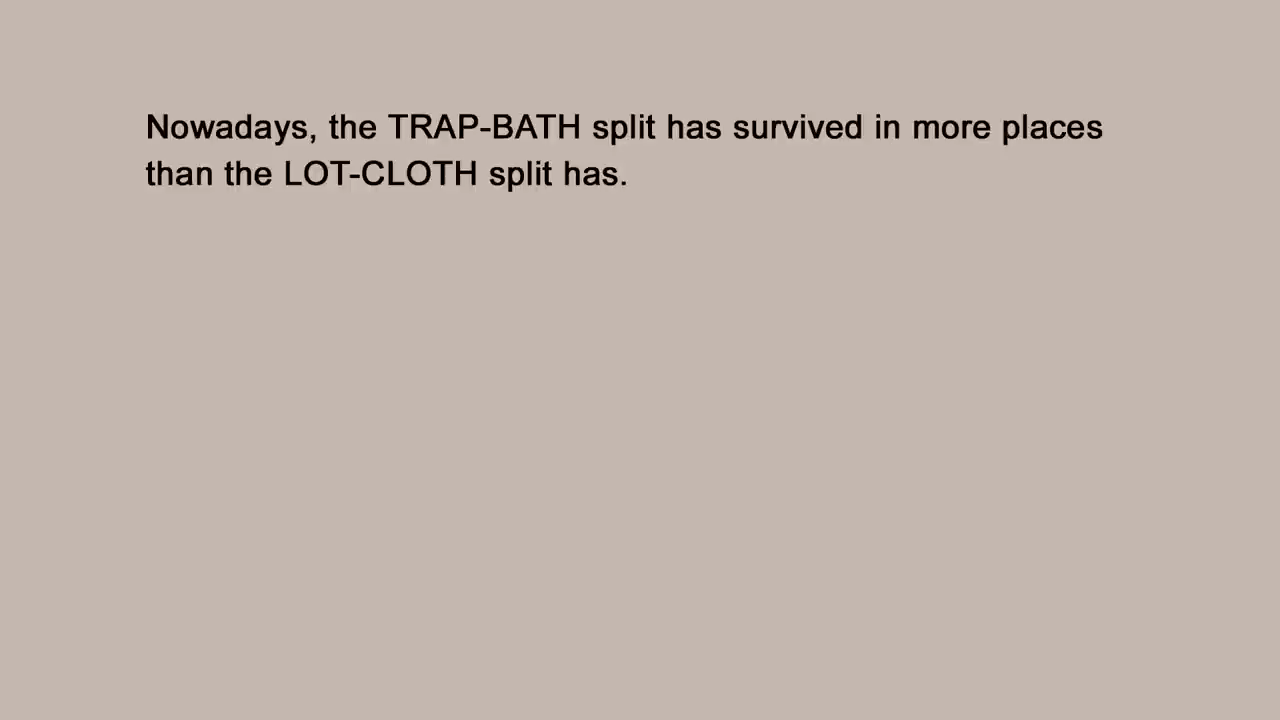 Nowadays, the TRAP-BATH split has survived in more places
than the LOT-CLOTH split has.